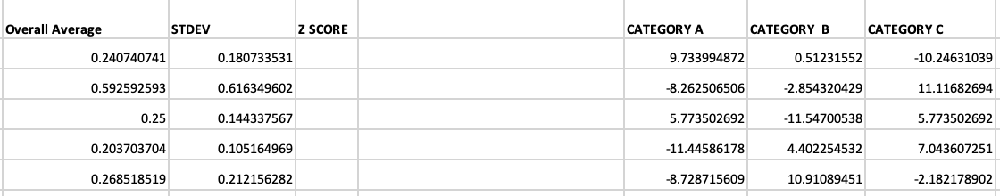 Overall Average STDEV Z SCORE CATEGORY A CATEGORY  B CATEGORY C
0.240740741 0.180733531 9.733994872 0.51231552 -10.24631039
0.592592593 0.616349602 -8.262506506 -2.854320429 11.11682694
0.25 0.144337567 5.773502692 -11.54700538 5.773502692
0.203703704 0.105164969 -11.44586178 4.402254532 7.043607251
0.268518519 0.212156282 -8.728715609 10.91089451 -2.182178902